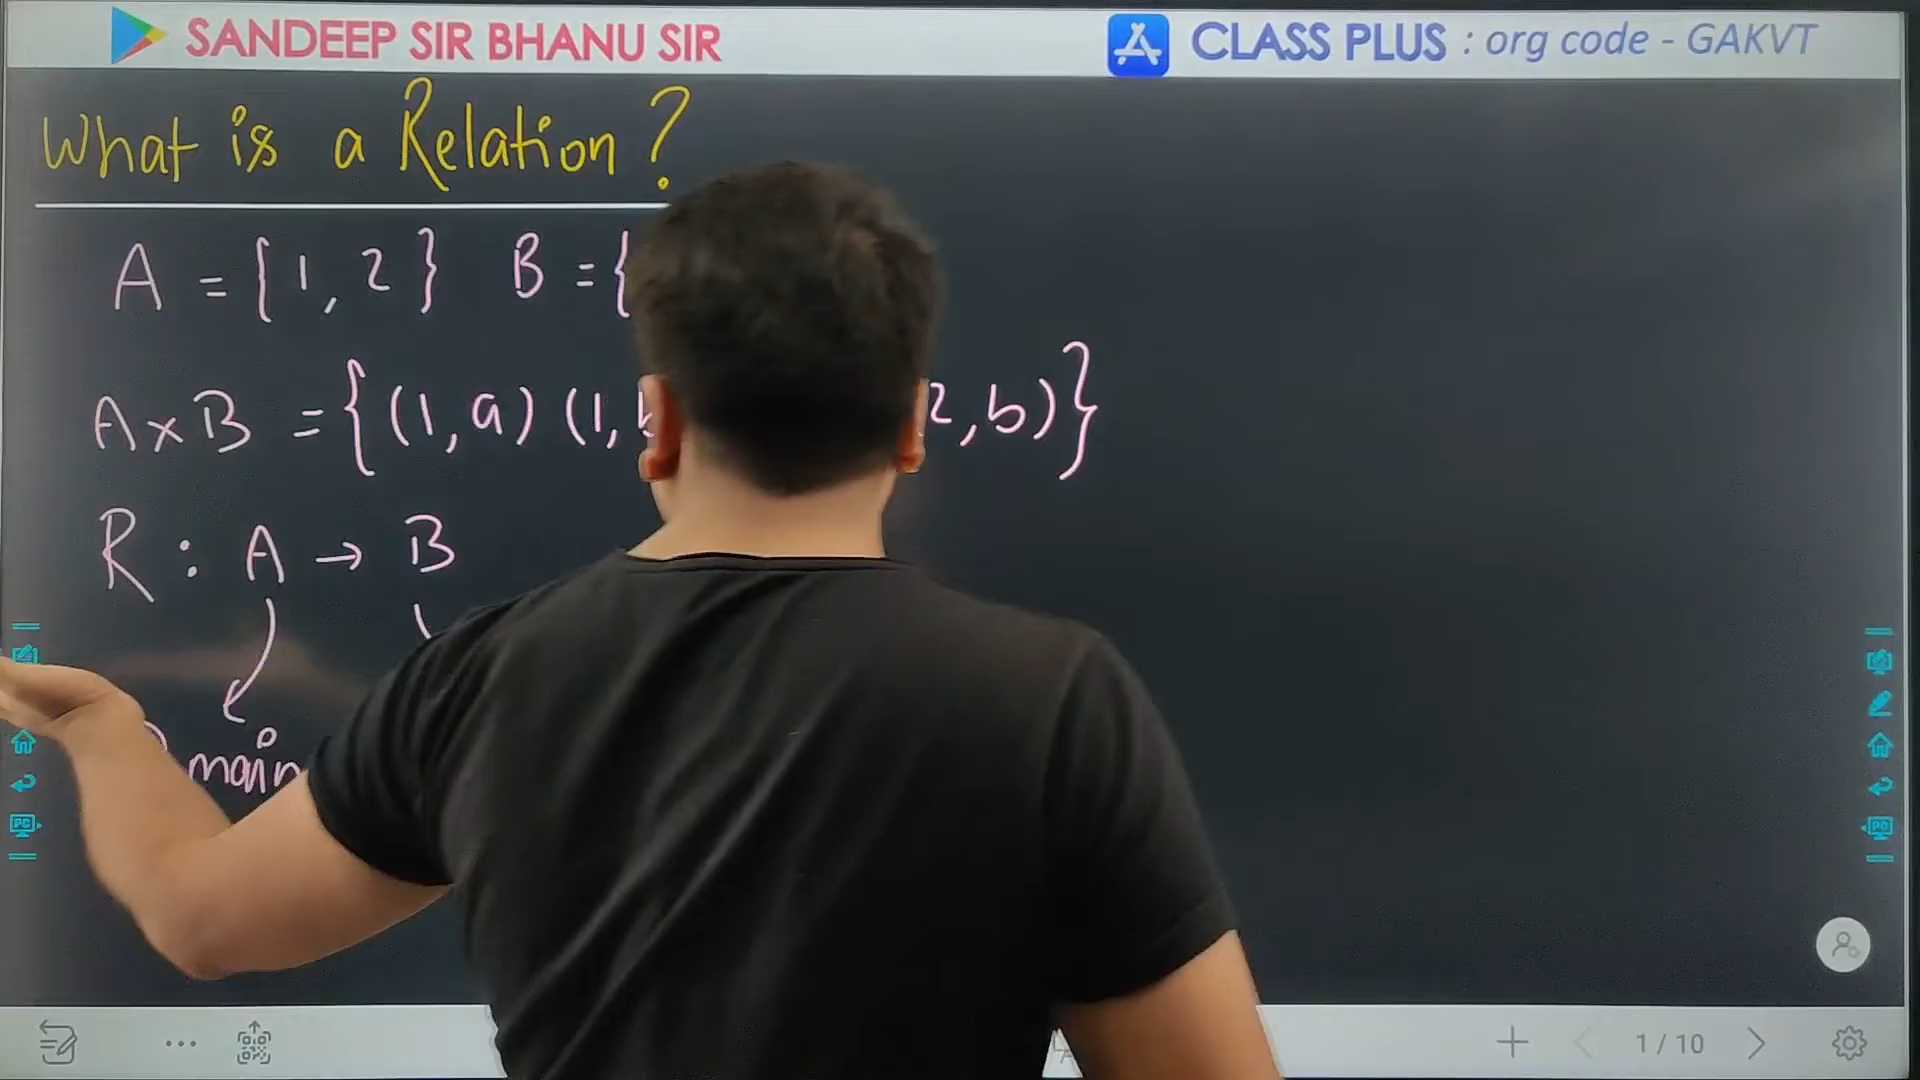 SANDEEP SIR BHANU SIR
CLASS PLUS : org code - GAKVT
What is a Relation?
A = {1, 2} B = {
A×B = {(1,a) (1, 2,b)}
R : A → B
main
1 / 10